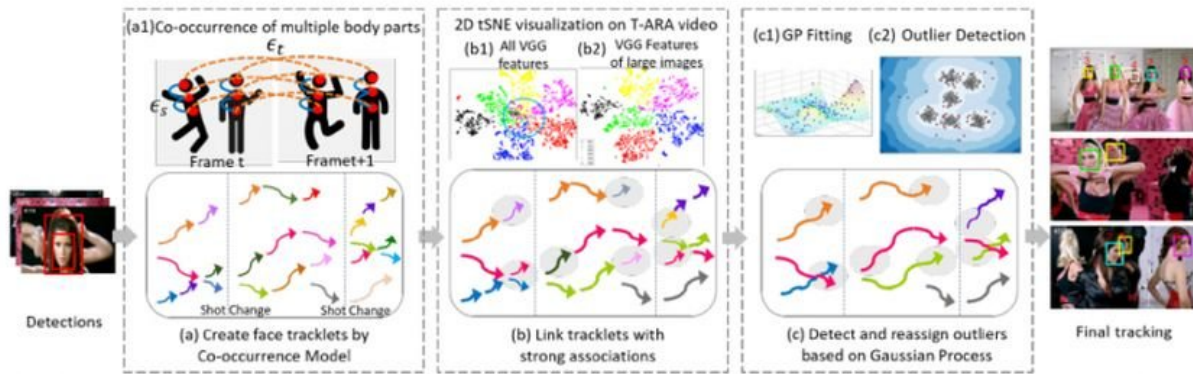 (a1)Co-occurrence of multiple body parts
ϵt
ϵs
Frame t
Framet+1
Shot Change
Shot Change
(a) Create face tracklets by
Co-occurrence Model
2D tSNE visualization on T-ARA video
(b1) All VGG
features
(b2) VGG Features
of large images
(b) Link tracklets with
strong associations
(c1) GP Fitting
(c2) Outlier Detection
(c) Detect and reassign outliers
based on Gaussian Process
Detections
Final tracking